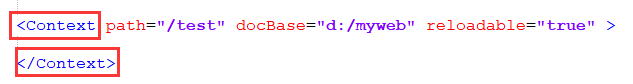 <Context path="/test" docBase="d:/myweb" reloadable="true" >
</Context>